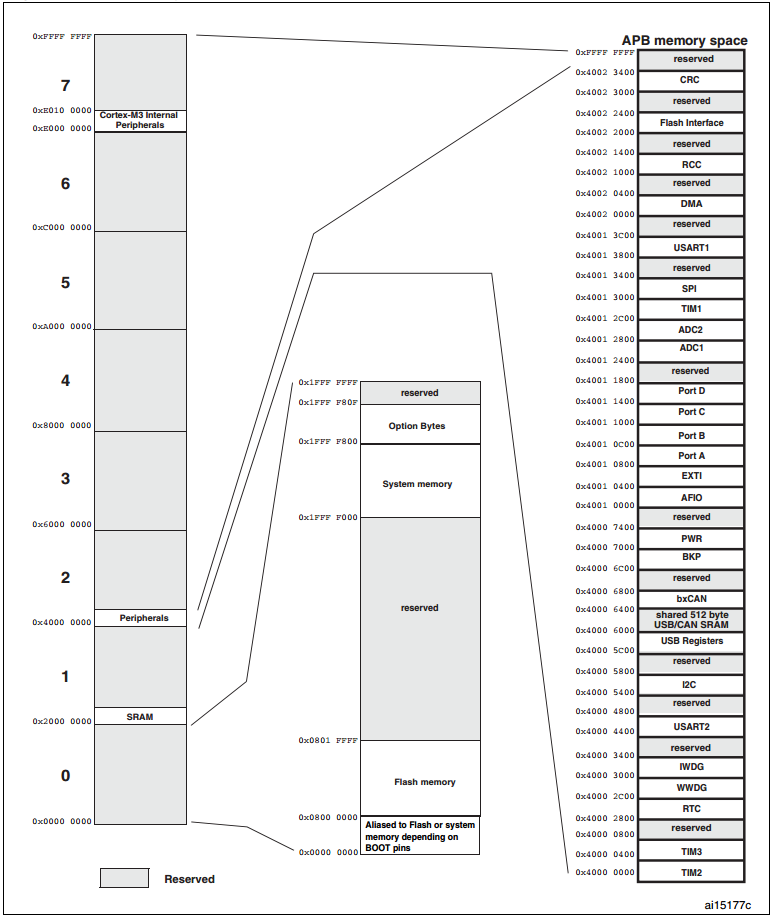 0xFFFF FFFF
7
0xE010 0000
Cortex-M3 Internal
Peripherals
0xE000 0000
6
0xC000 0000
5
0xA000 0000
4
0x8000 0000
3
0x6000 0000
2
0x4000 0000
Peripherals
1
0x2000 0000
SRAM
0
0x0000 0000
Reserved
0x1FFF FFFF
reserved
0x1FFF F80F
Option Bytes
0x1FFF F800
System memory
0x1FFF F000
reserved
0x0801 FFFF
Flash memory
0x0800 0000
Aliased to Flash or system
memory depending on
BOOT pins
0x0000 0000
APB memory space
0xFFFF FFFF
reserved
0x4002 3400
CRC
0x4002 3000
reserved
0x4002 2400
Flash Interface
0x4002 2000
reserved
0x4002 1400
RCC
0x4002 1000
reserved
0x4002 0400
DMA
0x4002 0000
reserved
0x4001 3C00
USART1
0x4001 3800
reserved
0x4001 3400
SPI
0x4001 3000
TIM1
0x4001 2C00
ADC2
0x4001 2800
ADC1
0x4001 2400
reserved
0x4001 1800
Port D
0x4001 1400
Port C
0x4001 1000
Port B
0x4001 0C00
Port A
0x4001 0800
EXTI
0x4001 0400
AFIO
0x4001 0000
reserved
0x4000 7400
PWR
0x4000 7000
BKP
0x4000 6C00
reserved
0x4000 6800
bxCAN
0x4000 6400
shared 512 byte
USB/CAN SRAM
0x4000 6000
USB Registers
0x4000 5C00
reserved
0x4000 5800
I2C
0x4000 5400
reserved
0x4000 4800
USART2
0x4000 4400
reserved
0x4000 3400
IWDG
0x4000 3000
WWDG
0x4000 2C00
RTC
0x4000 2800
reserved
0x4000 0800
TIM3
0x4000 0400
TIM2
0x4000 0000
ai15177c